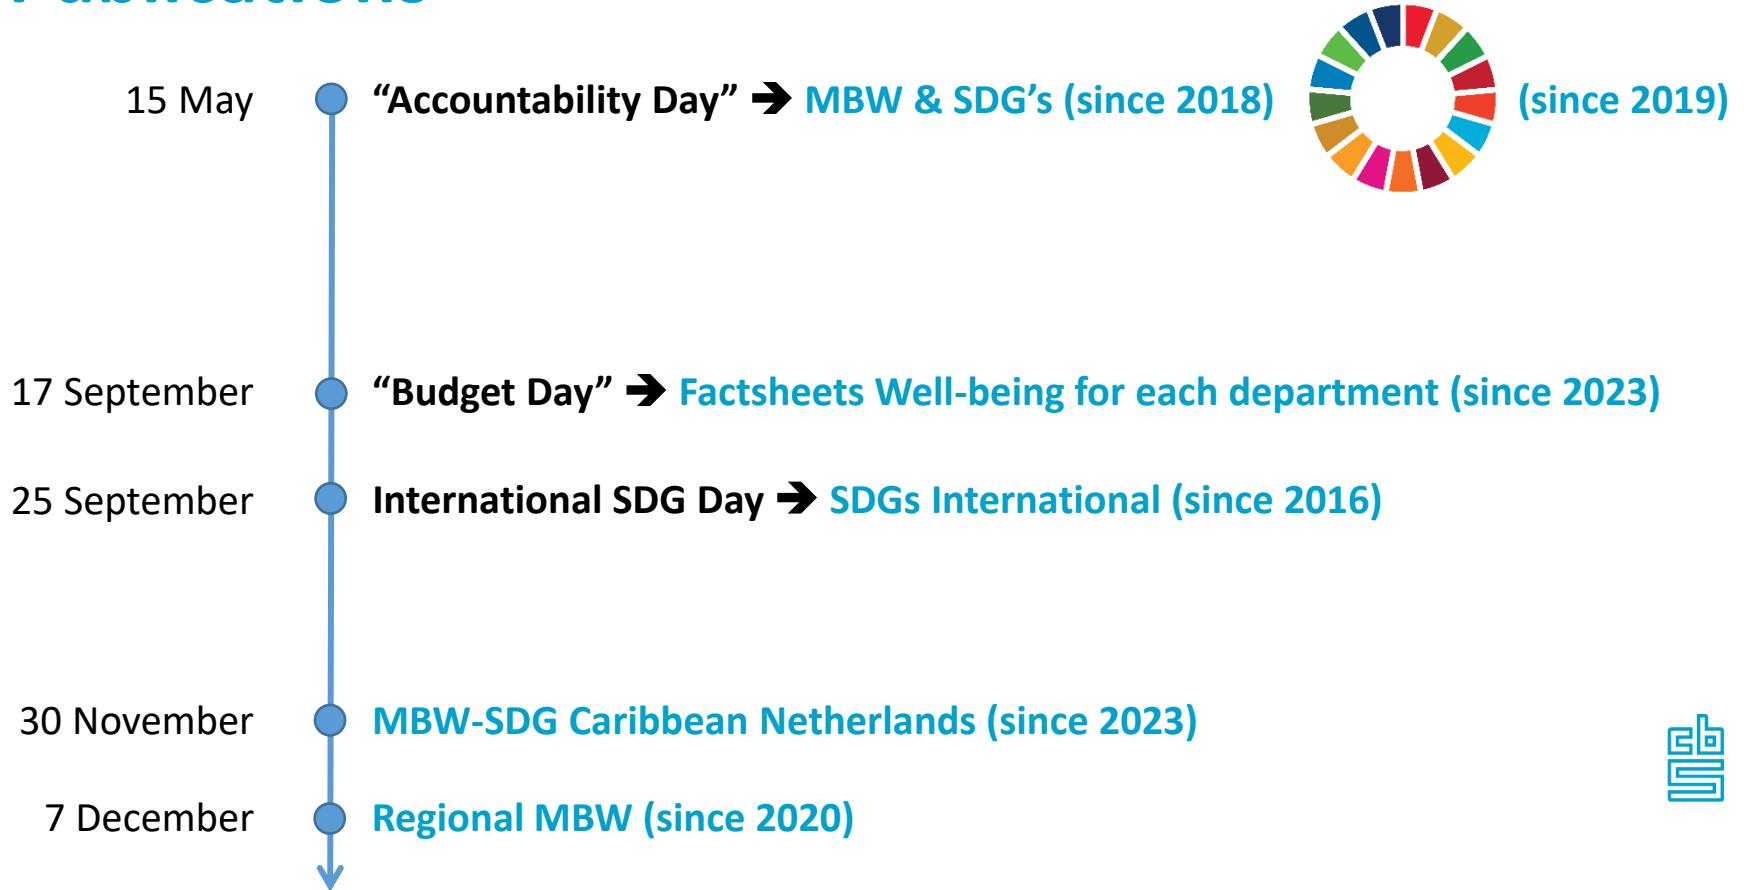 Publications
15 May “Accountability Day” ➔ MBW & SDG’s (since 2018) (since 2019)
17 September “Budget Day” ➔ Factsheets Well-being for each department (since 2023)
25 September International SDG Day ➔ SDGs International (since 2016)
30 November MBW-SDG Caribbean Netherlands (since 2023)
7 December Regional MBW (since 2020)
cbs